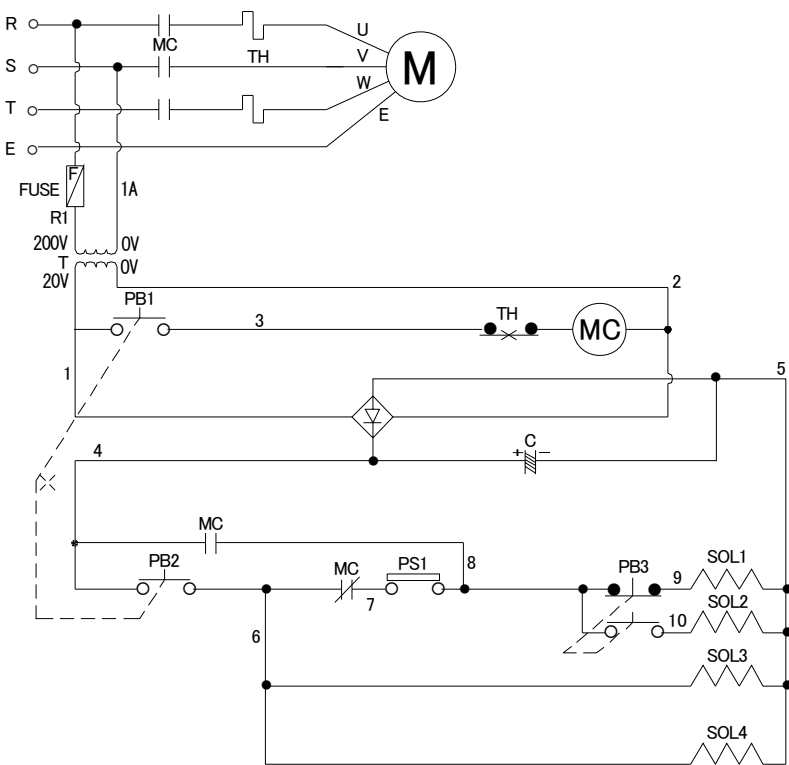 R
MC
U
S
TH
V
M
T
W
E
E
F
FUSE
1A
R1
200V
0V
T
0V
20V
2
PB1
3
TH
MC
1
5
4
C
+
−
MC
PB2
MC
PS1
8
PB3
9
SOL1
7
10
SOL2
6
SOL3
SOL4